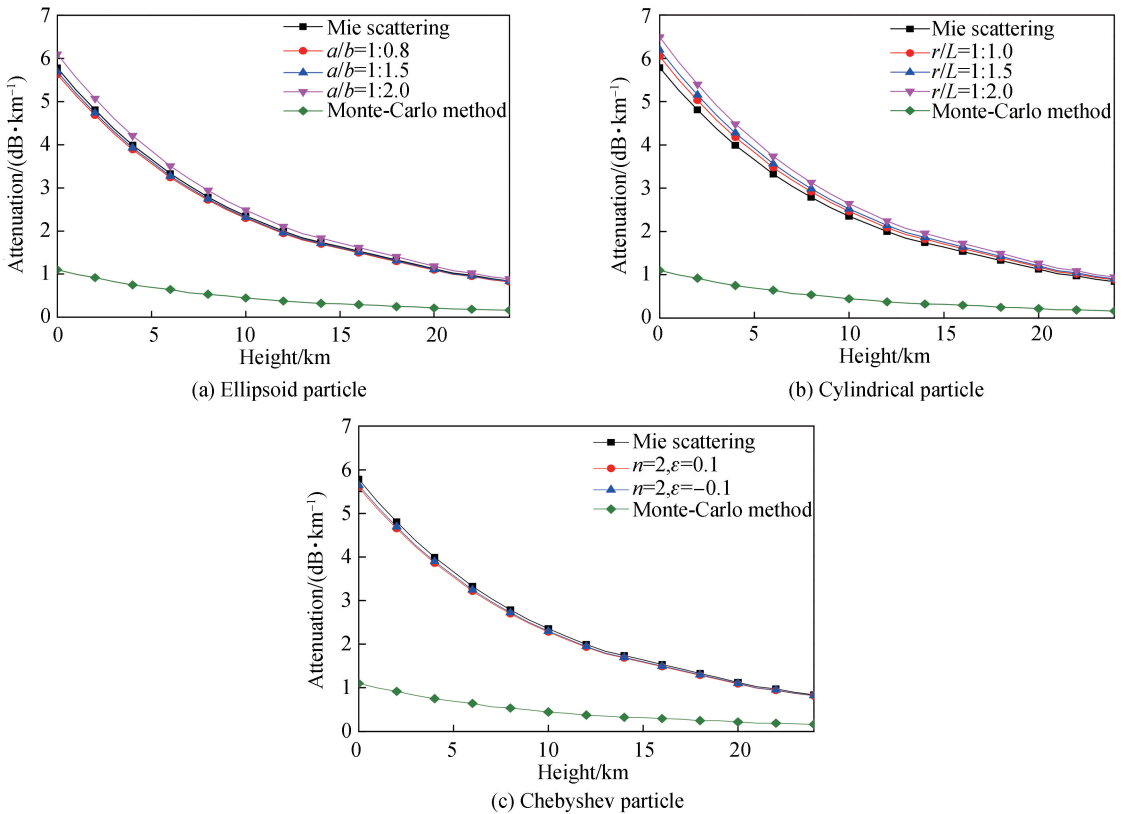 7
6
5
4
3
2
1
0
Attenuation/(dB•km⁻¹)
Mie scattering
a/b=1:0.8
a/b=1:1.5
a/b=1:2.0
Monte-Carlo method
0 5 10 15 20
Height/km
(a) Ellipsoid particle
7
6
5
4
3
2
1
0
Attenuation/(dB•km⁻¹)
Mie scattering
r/L=1:1.0
r/L=1:1.5
r/L=1:2.0
Monte-Carlo method
0 5 10 15 20
Height/km
(b) Cylindrical particle
7
6
5
4
3
2
1
0
Attenuation/(dB•km⁻¹)
Mie scattering
n=2,ε=0.1
n=2,ε=−0.1
Monte-Carlo method
0 5 10 15 20
Height/km
(c) Chebyshev particle